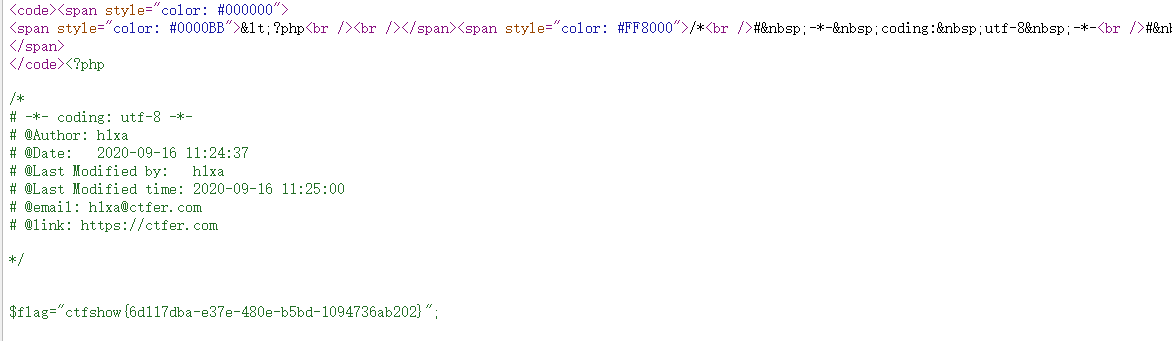 <code><span style="color: #000000">
<span style="color: #0000BB">&lt;?php<br /><br /></span><span style="color: #FF8000">/*<br />#&nbsp;-*-&nbsp;coding:&nbsp;utf-8&nbsp;-*-<br />#&nl
</span>
</code><?php
/*
# -*- coding: utf-8 -*-
# @Author: h1xa
# @Date:   2020-09-16 11:24:37
# @Last Modified by:   h1xa
# @Last Modified time: 2020-09-16 11:25:00
# @email: h1xa@ctfer.com
# @link: https://ctfer.com
*/
$flag="ctfshow{6d117dba-e37e-480e-b5bd-1094736ab202}";